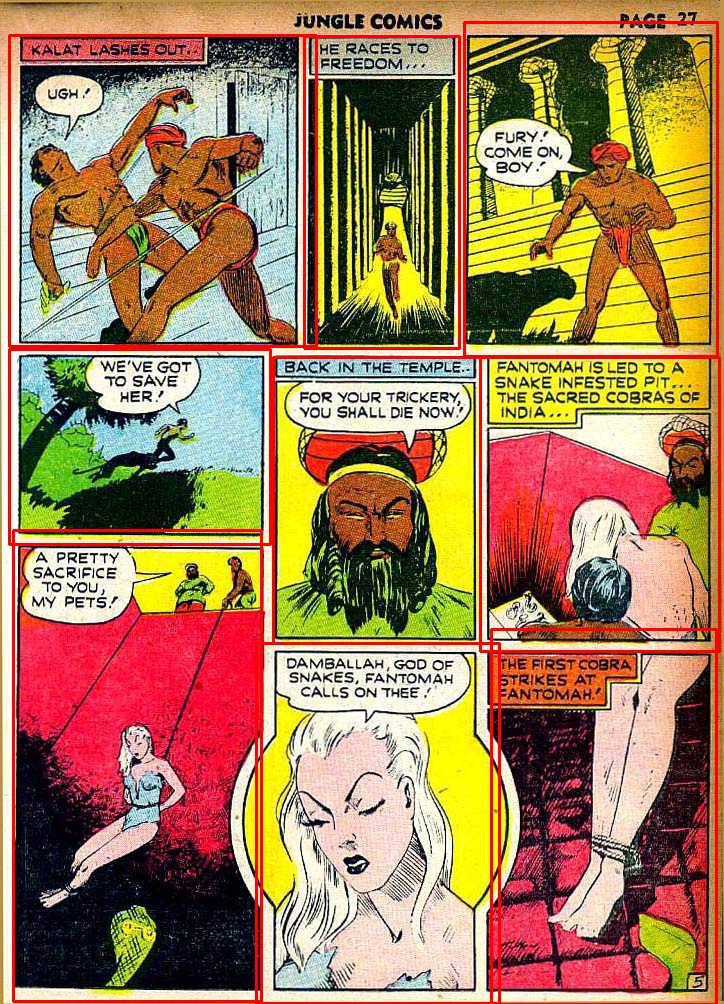 JUNGLE COMICS
PAGE 27
KALAT LASHES OUT..
UGH!
HE RACES TO
FREEDOM...
FURY!
COME ON,
BOY!
WE'VE GOT
TO SAVE
HER!
BACK IN THE TEMPLE..
FOR YOUR TRICKERY,
YOU SHALL DIE NOW!
FANTOMAH IS LED TO A
SNAKE INFESTED PIT...
THE SACRED COBRAS OF
INDIA...
A PRETTY
SACRIFICE
TO YOU,
MY PETS!
DAMBALLAH, GOD OF
SNAKES, FANTOMAH
CALLS ON THEE!
THE FIRST COBRA
STRIKES AT
FANTOMAH!
5